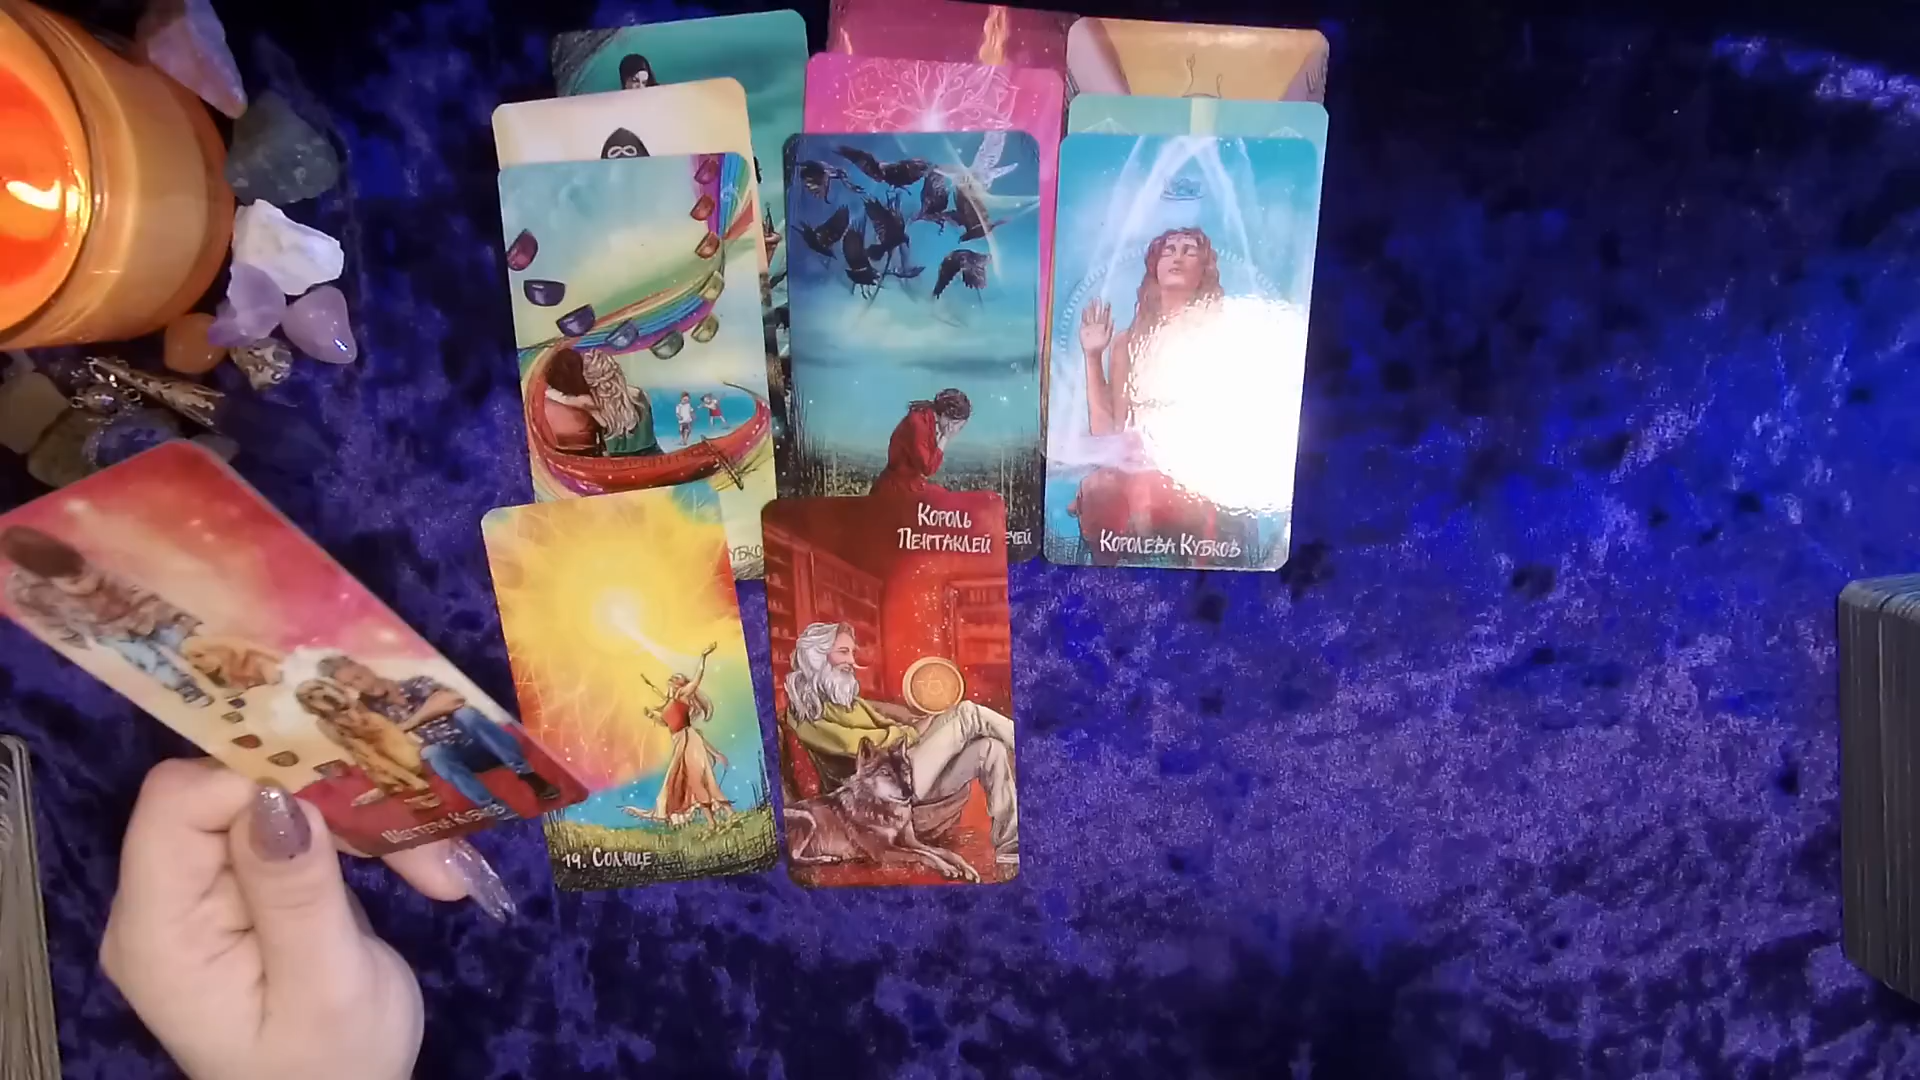 Король
Пентаклей
Королева Кубков
19. Солнце
Шестерка Кубков